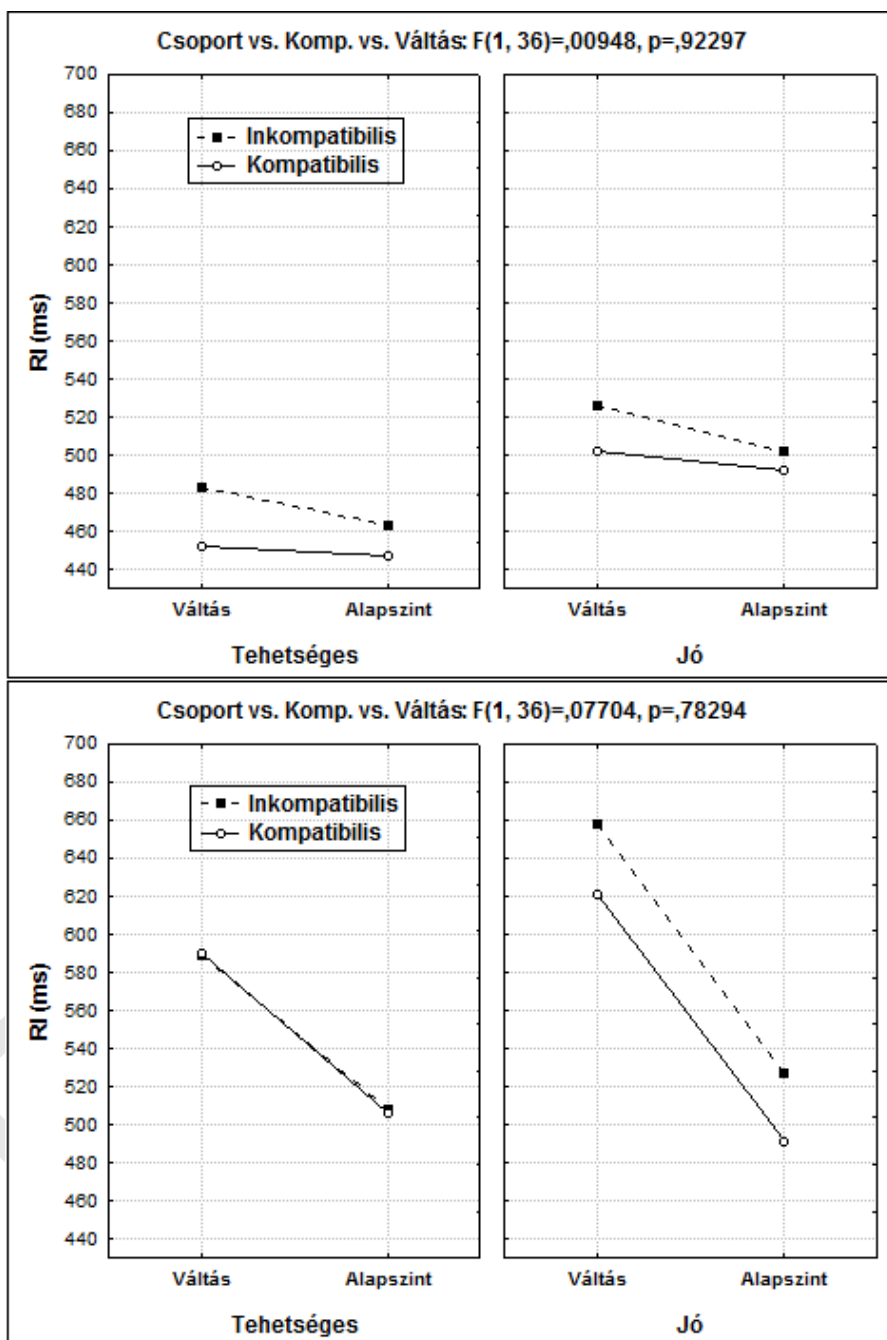 Csoport vs. Komp. vs. Váltás: F(1, 36)=,00948, p=,92297
700
680
660
640
620
600
580
560
540
520
500
480
460
440
RI (ms)
Inkompatibilis
Kompatibilis
Váltás Alapszint Váltás Alapszint
Tehetséges Jó
Csoport vs. Komp. vs. Váltás: F(1, 36)=,07704, p=,78294
700
680
660
640
620
600
580
560
540
520
500
480
460
440
RI (ms)
Inkompatibilis
Kompatibilis
Váltás Alapszint Váltás Alapszint
Tehetséges Jó